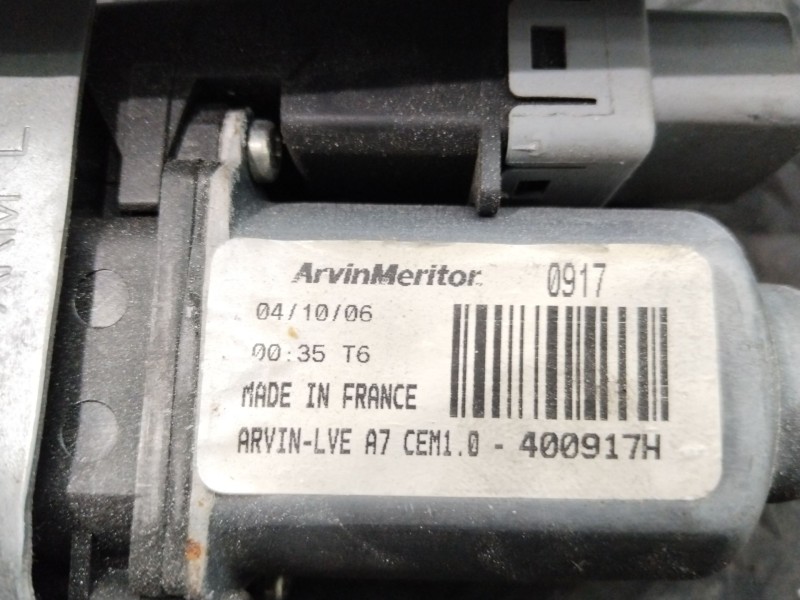 ArvinMeritor 0917
04/10/06
00:35 T6
MADE IN FRANCE
ARVIN-LVE A7 CEM1.0 - 400917H